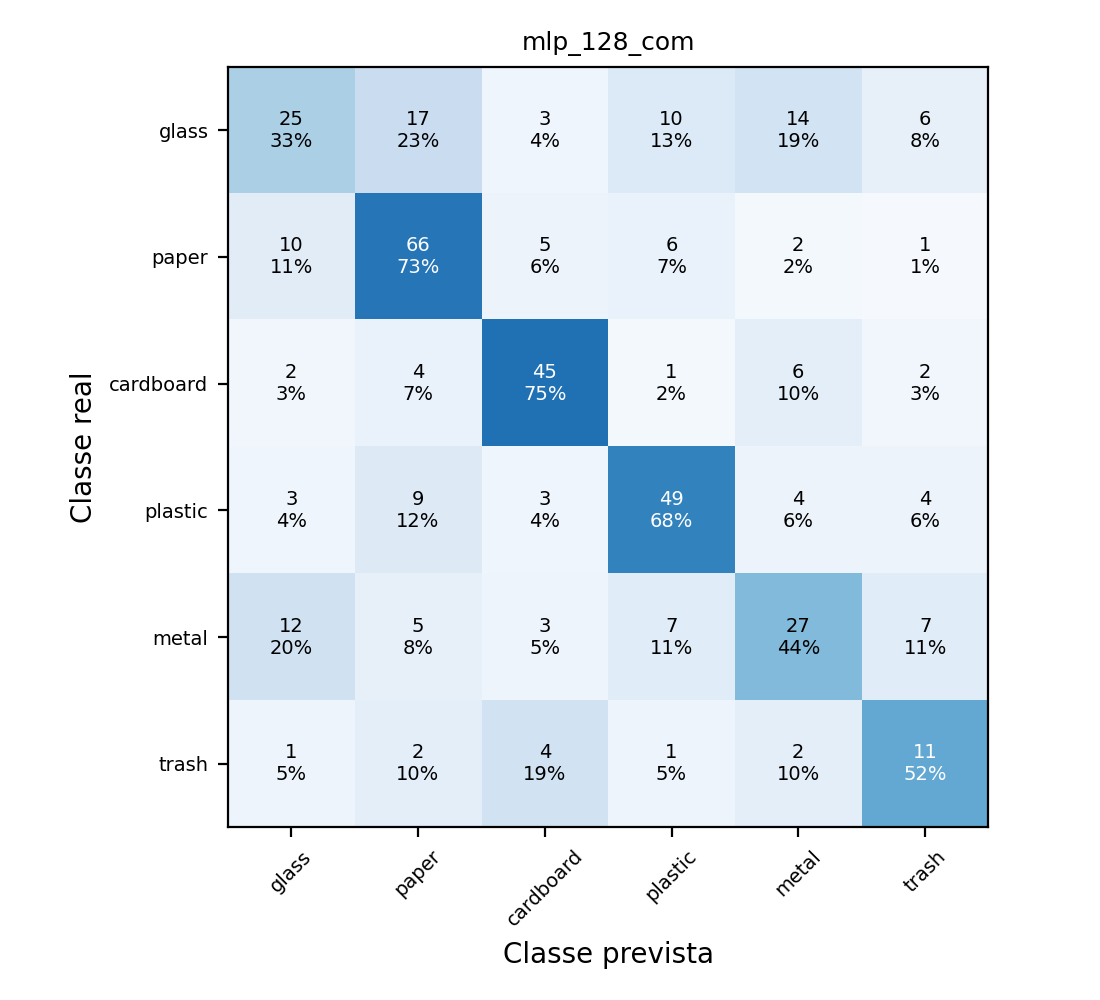 mlp_128_com
glass
25 17 3 10 14 6
33% 23% 4% 13% 19% 8%
paper
10 66 5 6 2 1
11% 73% 6% 7% 2% 1%
cardboard
2 4 45 1 6 2
3% 7% 75% 2% 10% 3%
plastic
3 9 3 49 4 4
4% 12% 4% 68% 6% 6%
metal
12 5 3 7 27 7
20% 8% 5% 11% 44% 11%
trash
1 2 4 1 2 11
5% 10% 19% 5% 10% 52%
Classe real
glass paper cardboard plastic metal trash
Classe prevista